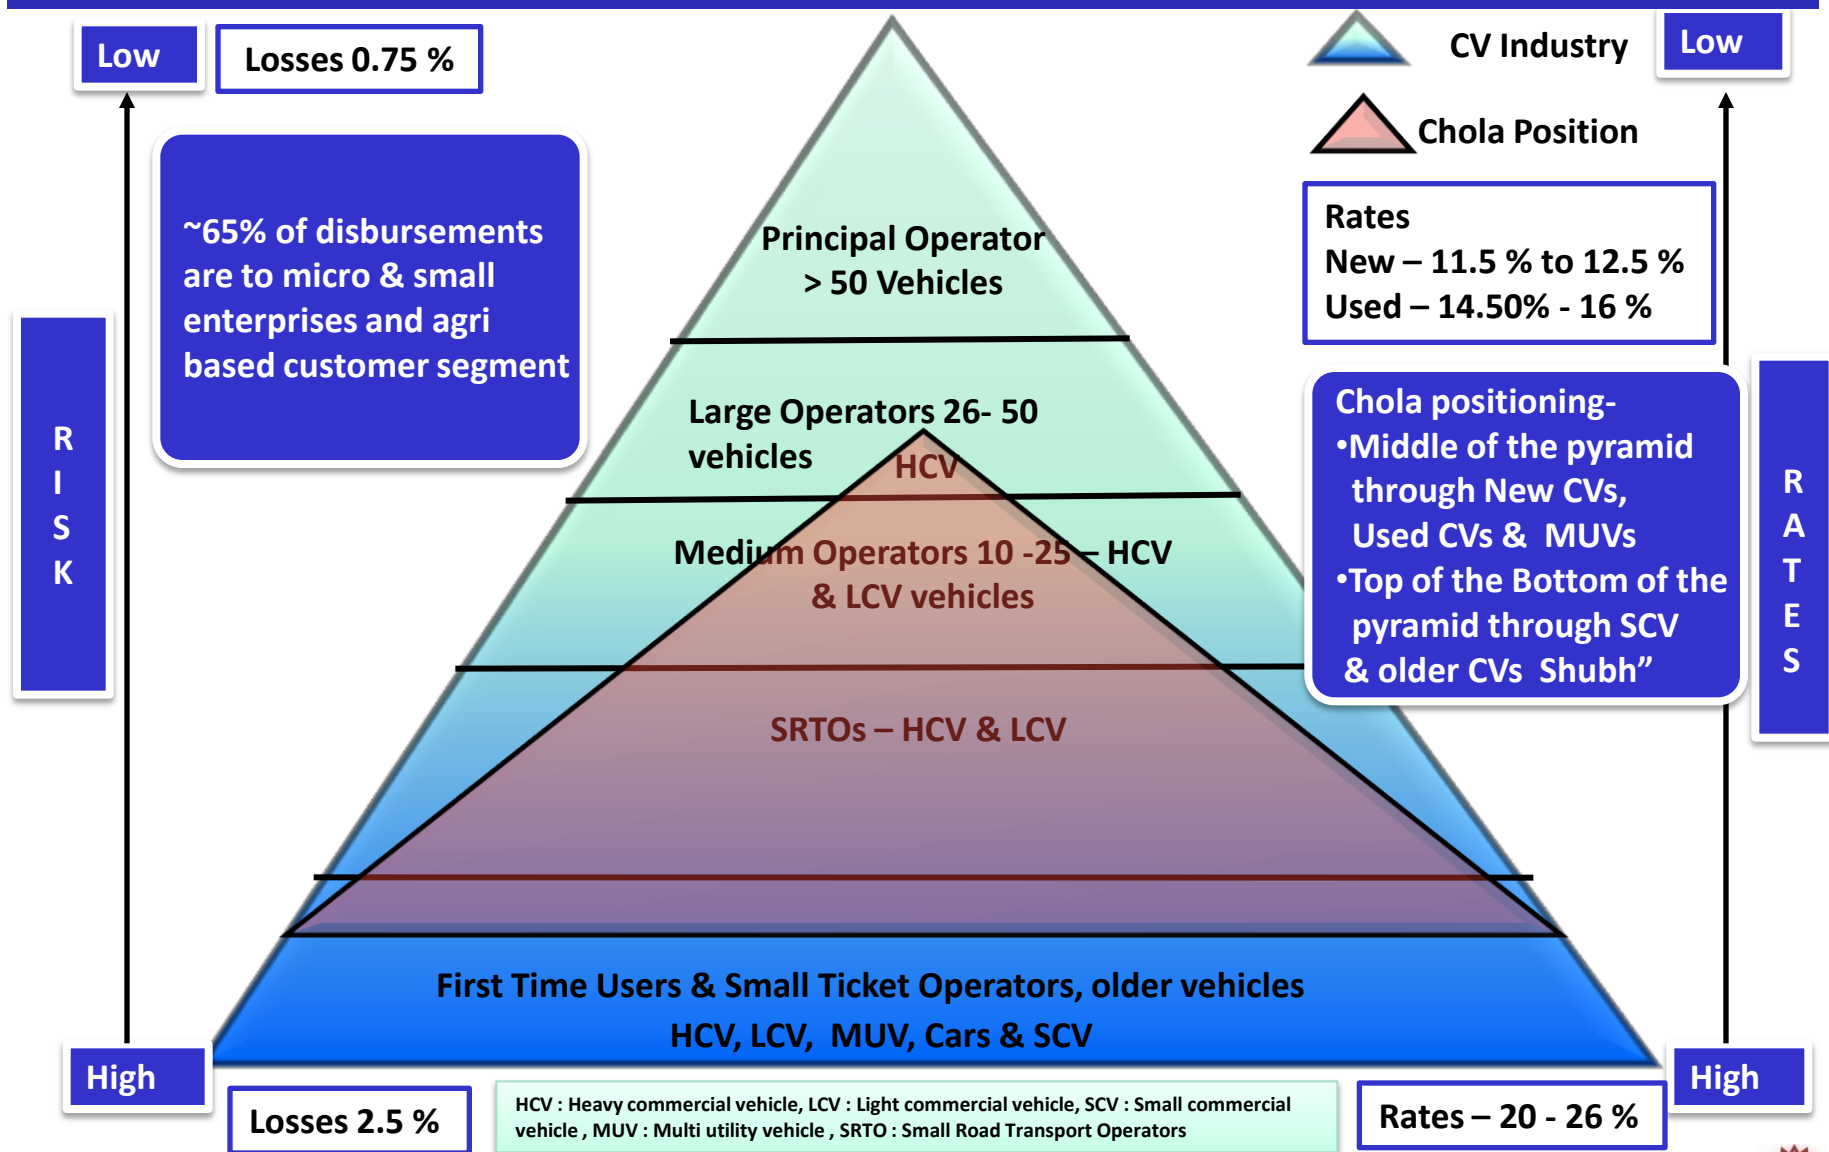 Low
Losses 0.75 %
CV Industry
Low
Chola Position
~65% of disbursements
are to micro & small
enterprises and agri
based customer segment
Rates
New – 11.5 % to 12.5 %
Used – 14.50% - 16 %
Principal Operator
> 50 Vehicles
Large Operators 26- 50
vehicles
HCV
Medium Operators 10 -25 – HCV
& LCV vehicles
SRTOs – HCV & LCV
Chola positioning-
•Middle of the pyramid
through New CVs,
Used CVs & MUVs
•Top of the Bottom of the
pyramid through SCV
& older CVs Shubh”
R
I
S
K
R
A
T
E
S
First Time Users & Small Ticket Operators, older vehicles
HCV, LCV, MUV, Cars & SCV
High
High
Losses 2.5 %
HCV : Heavy commercial vehicle, LCV : Light commercial vehicle, SCV : Small commercial
vehicle , MUV : Multi utility vehicle , SRTO : Small Road Transport Operators
Rates – 20 - 26 %